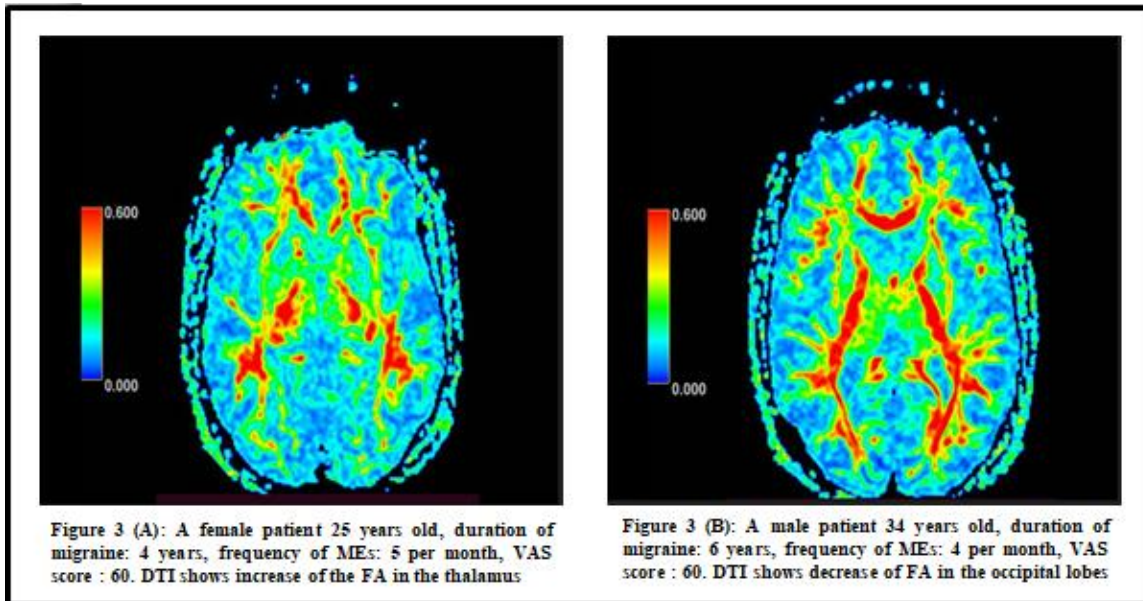 0.600
0.000
0.600
0.000
Figure 3 (A): A female patient 25 years old, duration of
migraine: 4 years, frequency of MEs: 5 per month, VAS
score : 60. DTI shows increase of the FA in the thalamus
Figure 3 (B): A male patient 34 years old, duration of
migraine: 6 years, frequency of MEs: 4 per month, VAS
score : 60. DTI shows decrease of FA in the occipital lobes